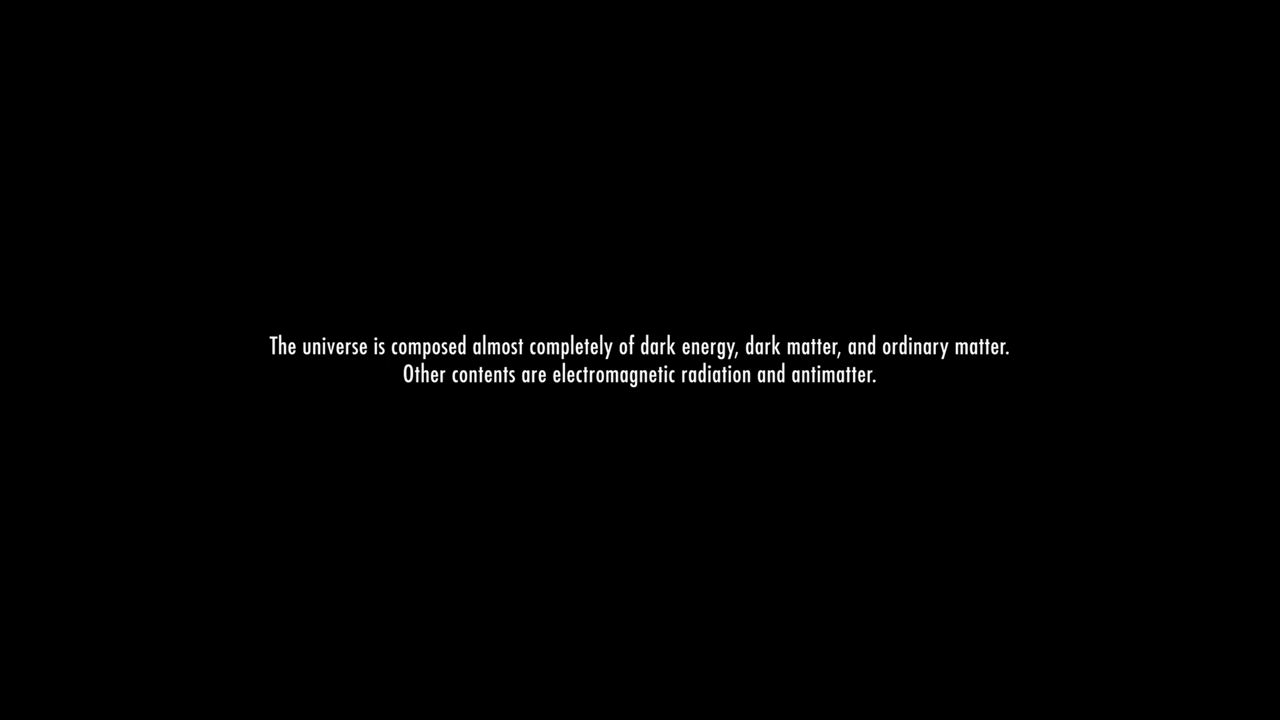 The universe is composed almost completely of dark energy, dark matter, and ordinary matter.
Other contents are electromagnetic radiation and antimatter.